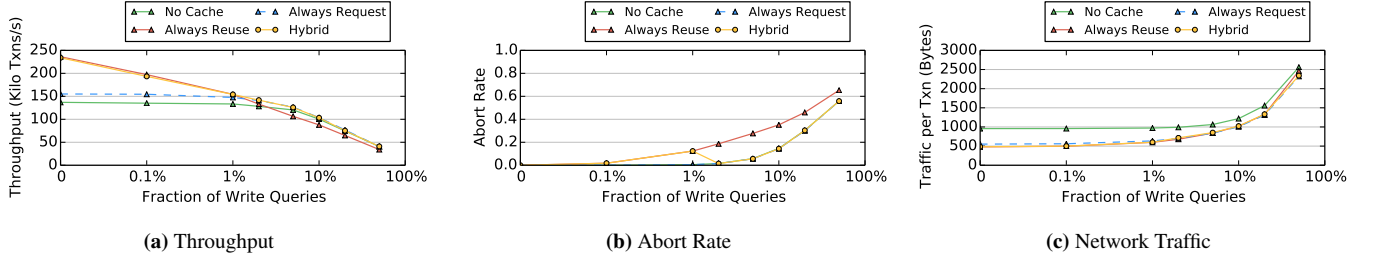 No Cache
Always Request
Always Reuse
Hybrid
Throughput (Kilo Txns/s)
250
200
150
100
50
0
0
0.1%
1%
10%
100%
Fraction of Write Queries
(a) Throughput
No Cache
Always Request
Always Reuse
Hybrid
Abort Rate
1.0
0.8
0.6
0.4
0.2
0.0
0
0.1%
1%
10%
100%
Fraction of Write Queries
(b) Abort Rate
No Cache
Always Request
Always Reuse
Hybrid
Traffic per Txn (Bytes)
3000
2500
2000
1500
1000
500
0
0
0.1%
1%
10%
100%
Fraction of Write Queries
(c) Network Traffic